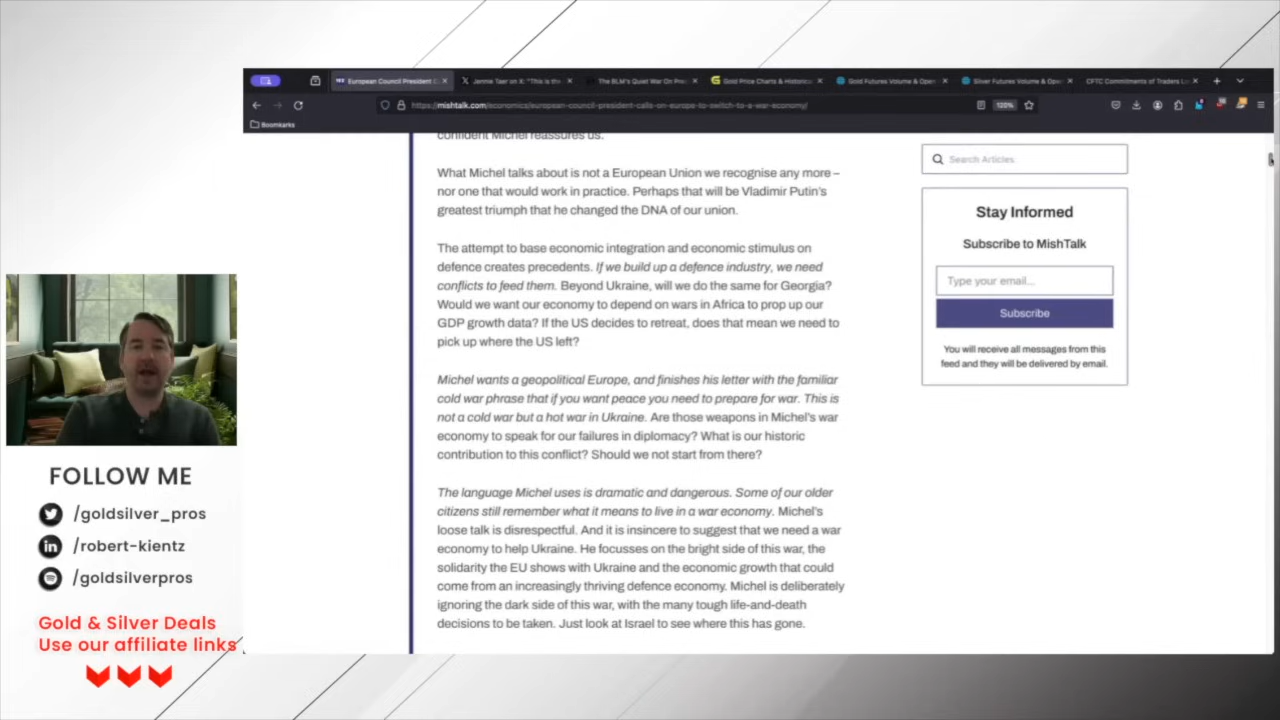 European Council President C
Jennie Taer on X: "This is th
The BLM's Quiet War On Pre
Gold Price Charts & Historica
Gold Futures Volume & Open
Silver Futures Volume & Ope
CFTC Commitments of Traders Lo
https://mishtalk.com/economics/european-council-president-calls-on-europe-to-switch-to-a-war-economy/
120%
Boomkarks
confident Michel reassures us.
What Michel talks about is not a European Union we recognise any more –
nor one that would work in practice. Perhaps that will be Vladimir Putin's
greatest triumph that he changed the DNA of our union.
The attempt to base economic integration and economic stimulus on
defence creates precedents. If we build up a defence industry, we need
conflicts to feed them. Beyond Ukraine, will we do the same for Georgia?
Would we want our economy to depend on wars in Africa to prop up our
GDP growth data? If the US decides to retreat, does that mean we need to
pick up where the US left?
Michel wants a geopolitical Europe, and finishes his letter with the familiar
cold war phrase that if you want peace you need to prepare for war. This is
not a cold war but a hot war in Ukraine. Are those weapons in Michel's war
economy to speak for our failures in diplomacy? What is our historic
contribution to this conflict? Should we not start from there?
The language Michel uses is dramatic and dangerous. Some of our older
citizens still remember what it means to live in a war economy. Michel's
loose talk is disrespectful. And it is insincere to suggest that we need a war
economy to help Ukraine. He focusses on the bright side of this war, the
solidarity the EU shows with Ukraine and the economic growth that could
come from an increasingly thriving defence economy. Michel is deliberately
ignoring the dark side of this war, with the many tough life-and-death
decisions to be taken. Just look at Israel to see where this has gone.
Search Articles
Stay Informed
Subscribe to MishTalk
Type your email...
Subscribe
You will receive all messages from this
feed and they will be delivered by email.
FOLLOW ME
/goldsilver_pros
/robert-kientz
/goldsilverpros
Gold & Silver Deals
Use our affiliate links